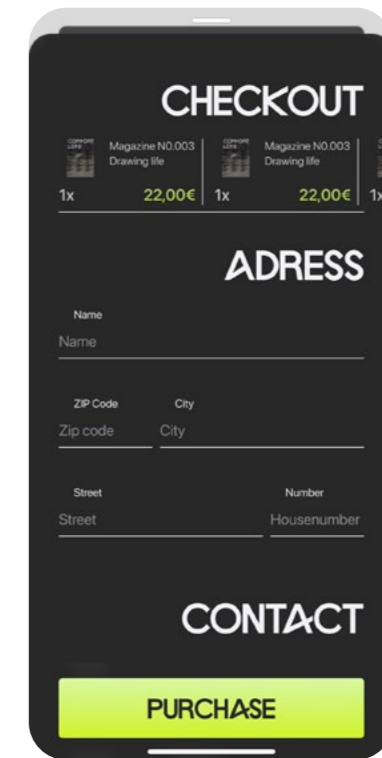 CHECKOUT
Magazine N0.003
Drawing life
1x 22,00€
Magazine N0.003
Drawing life
1x 22,00€
1x
ADRESS
Name
Name
ZIP Code City
Zip code City
Street Number
Street Housenumber
CONTACT
PURCHASE